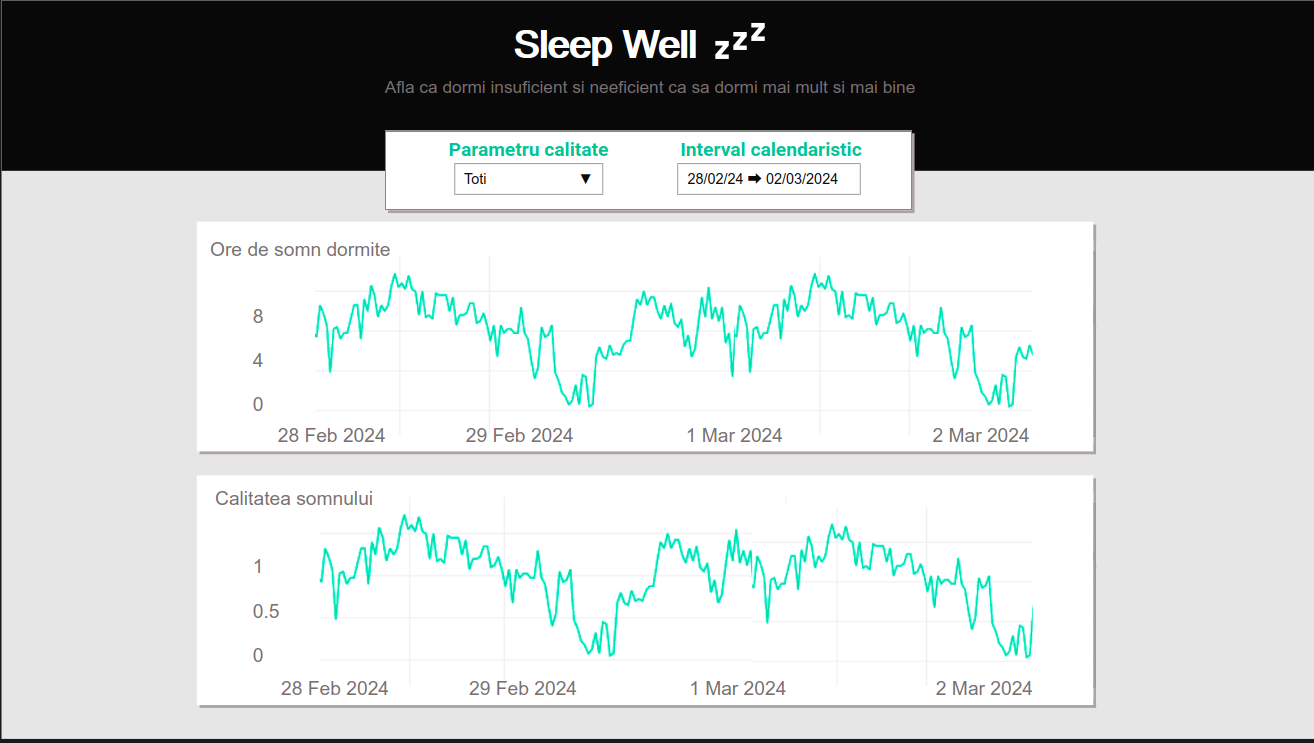 Sleep Well zzz
Afla ca dormi insuficient si neeficient ca sa dormi mai mult si mai bine
Parametru calitate
Toti ▼
Interval calendaristic
28/02/24 ➡ 02/03/2024
Ore de somn dormite
8
4
0
28 Feb 2024 29 Feb 2024 1 Mar 2024 2 Mar 2024
Calitatea somnului
1
0.5
0
28 Feb 2024 29 Feb 2024 1 Mar 2024 2 Mar 2024